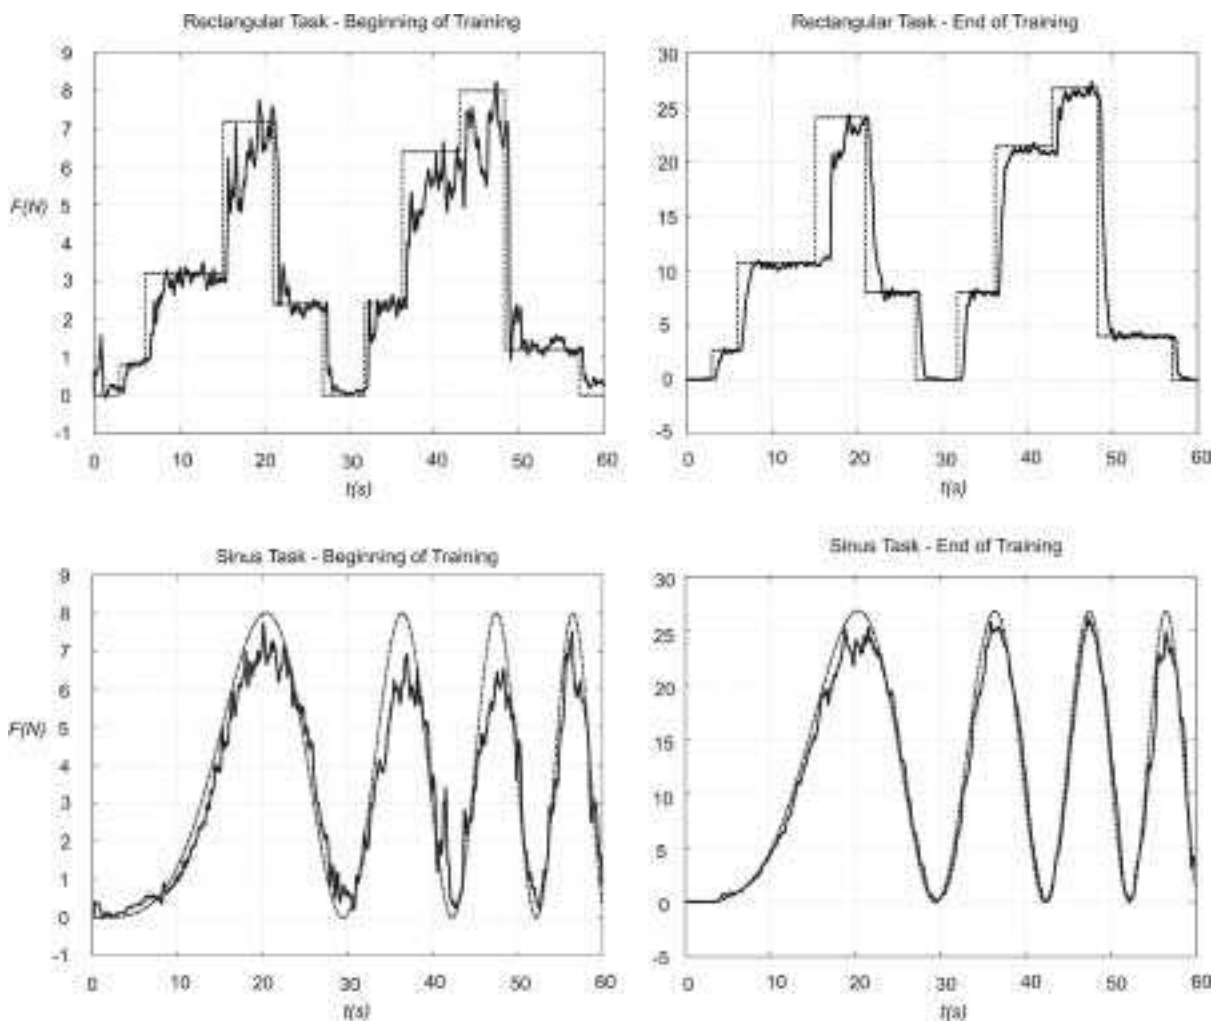 Rectangular Task - Beginning of Training
9
8
7
6
5
4
3
2
1
0
-1
F(N)
0 10 20 30 40 50 60
t(s)
Rectangular Task - End of Training
30
25
20
15
10
5
0
-5
0 10 20 30 40 50 60
t(s)
Sinus Task - Beginning of Training
9
8
7
6
5
4
3
2
1
0
-1
F(N)
0 10 20 30 40 50 60
t(s)
Sinus Task - End of Training
30
25
20
15
10
5
0
-5
0 10 20 30 40 50 60
t(s)